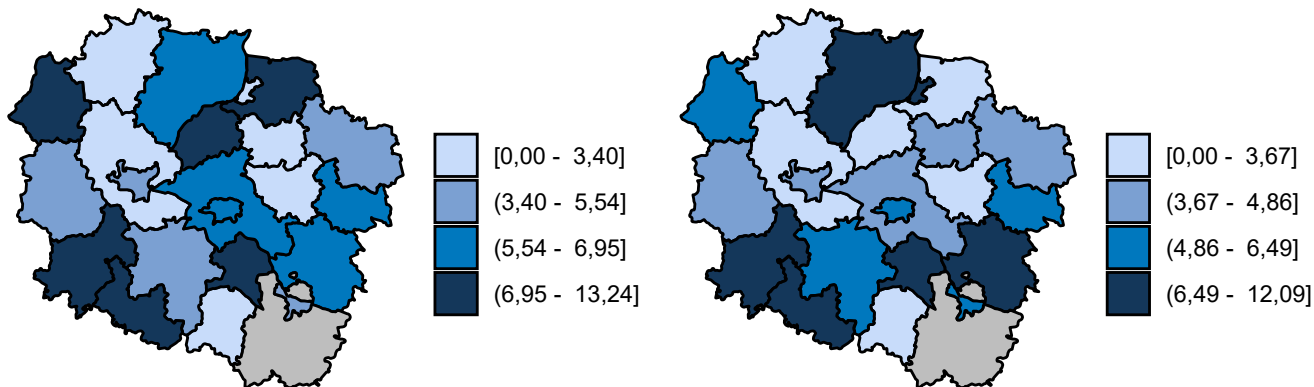 [0,00 - 3,40]
(3,40 - 5,54]
(5,54 - 6,95]
(6,95 - 13,24]
[0,00 - 3,67]
(3,67 - 4,86]
(4,86 - 6,49]
(6,49 - 12,09]